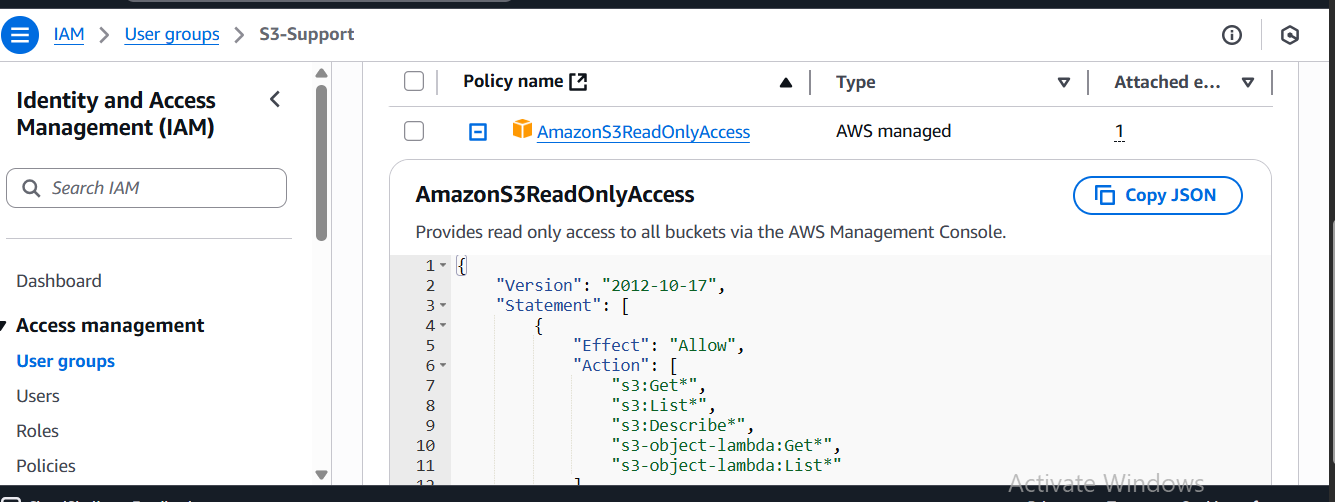 IAM > User groups > S3-Support
Identity and Access
Management (IAM)
Search IAM
Dashboard
Access management
User groups
Users
Roles
Policies
Policy name
Type
Attached e...
AmazonS3ReadOnlyAccess
AWS managed
1
AmazonS3ReadOnlyAccess
Copy JSON
Provides read only access to all buckets via the AWS Management Console.
1 {
2 "Version": "2012-10-17",
3 "Statement": [
4 {
5 "Effect": "Allow",
6 "Action": [
7 "s3:Get*",
8 "s3:List*",
9 "s3:Describe*",
10 "s3-object-lambda:Get*",
11 "s3-object-lambda:List*"
12 ]
Activate Windows